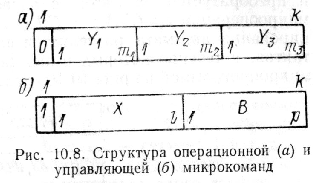 а) 1 k
0 1 Y1 m1 1 Y2 m2 1 Y3 m3
б) 1 k
1 1 X l 1 B p
Рис. 10.8. Структура операционной (а) и
управляющей (б) микрокоманд